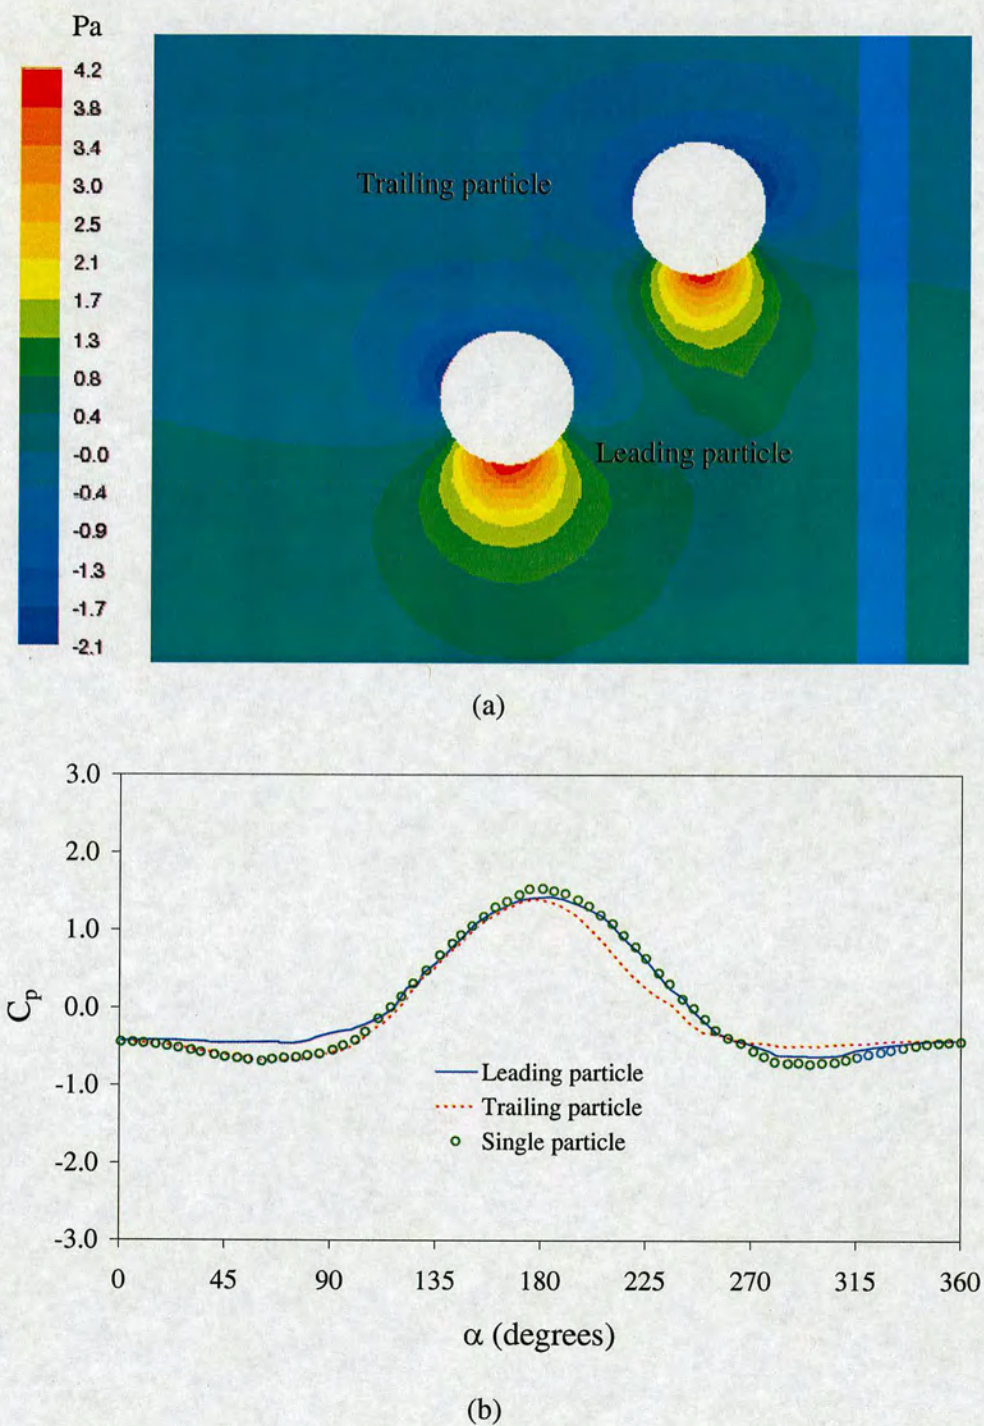 Pa
4.2
3.8
3.4
3.0
2.5
2.1
1.7
1.3
0.8
0.4
-0.0
-0.4
-0.9
-1.3
-1.7
-2.1
Trailing particle
Leading particle
(a)
3.0
2.0
1.0
0.0
-1.0
-2.0
-3.0
Cp
Leading particle
Trailing particle
Single particle
0 45 90 135 180 225 270 315 360
α (degrees)
(b)